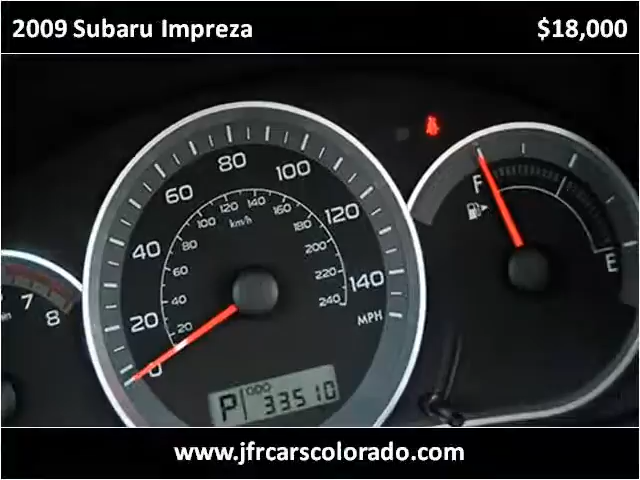 2009 Subaru Impreza $18,000
80
60 100
120 140
100 160
km/h
40 80 180 120
60 200
220
40 240 140
20 20 MPH
0
ODO
P 33510
7
8
F
E
www.jfrcarscolorado.com